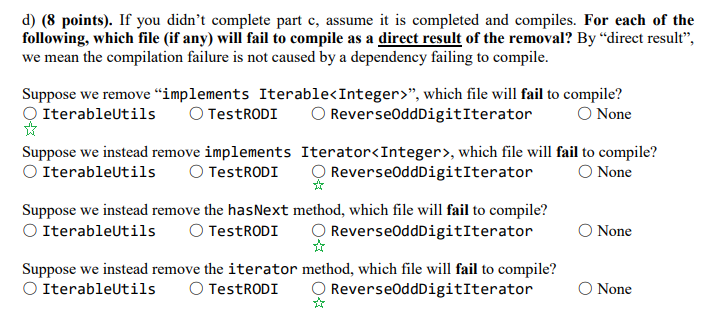 d) (8 points). If you didn’t complete part c, assume it is completed and compiles. For each of the
following, which file (if any) will fail to compile as a direct result of the removal? By “direct result”,
we mean the compilation failure is not caused by a dependency failing to compile.
Suppose we remove “implements Iterable<Integer>”, which file will fail to compile?
IterableUtils TestRODI ReverseOddDigitIterator None
Suppose we instead remove implements Iterator<Integer>, which file will fail to compile?
IterableUtils TestRODI ReverseOddDigitIterator None
Suppose we instead remove the hasNext method, which file will fail to compile?
IterableUtils TestRODI ReverseOddDigitIterator None
Suppose we instead remove the iterator method, which file will fail to compile?
IterableUtils TestRODI ReverseOddDigitIterator None